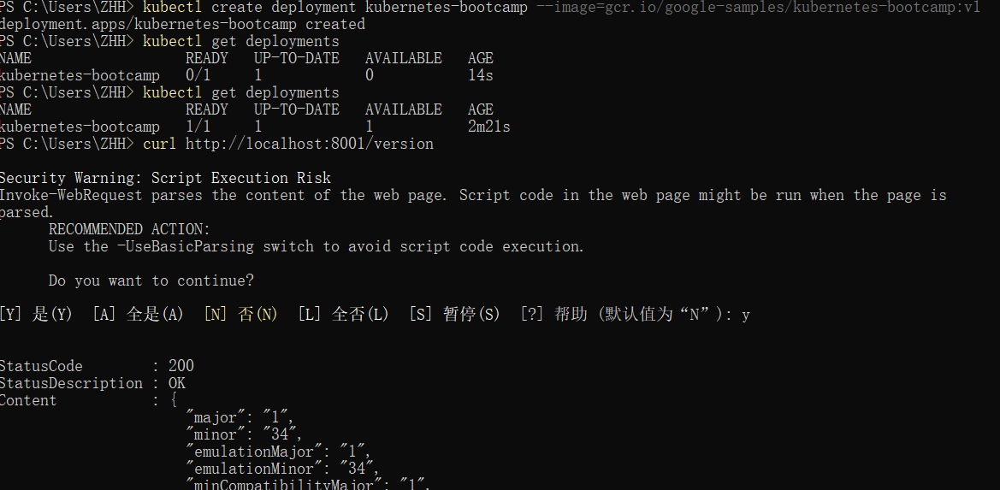 PS C:\Users\ZHH> kubectl create deployment kubernetes-bootcamp --image=gcr.io/google-samples/kubernetes-bootcamp:v1
deployment.apps/kubernetes-bootcamp created
PS C:\Users\ZHH> kubectl get deployments
NAME READY UP-TO-DATE AVAILABLE AGE
kubernetes-bootcamp 0/1 1 0 14s
PS C:\Users\ZHH> kubectl get deployments
NAME READY UP-TO-DATE AVAILABLE AGE
kubernetes-bootcamp 1/1 1 1 2m21s
PS C:\Users\ZHH> curl http://localhost:8001/version
Security Warning: Script Execution Risk
Invoke-WebRequest parses the content of the web page. Script code in the web page might be run when the page is
parsed.
RECOMMENDED ACTION:
Use the -UseBasicParsing switch to avoid script code execution.
Do you want to continue?
[Y] 是(Y) [A] 全是(A) [N] 否(N) [L] 全否(L) [S] 暂停(S) [?] 帮助 (默认值为“N”): y
StatusCode : 200
StatusDescription : OK
Content : {
"major": "1",
"minor": "34",
"emulationMajor": "1",
"emulationMinor": "34",
"minCompatibilityMajor": "1",